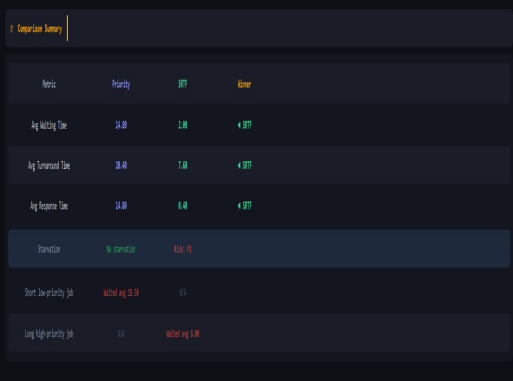 Comparison Summary
Metric Priority SRTF Winner
Avg Waiting Time 14.80 2.00 ◄ SRTF
Avg Turnaround Time 20.40 7.60 ◄ SRTF
Avg Response Time 14.80 0.40 ◄ SRTF
Starvation No starvation Risk: P1
Short low-priority job Waited avg 18.50 N/A
Long high-priority job N/A Waited avg 8.00